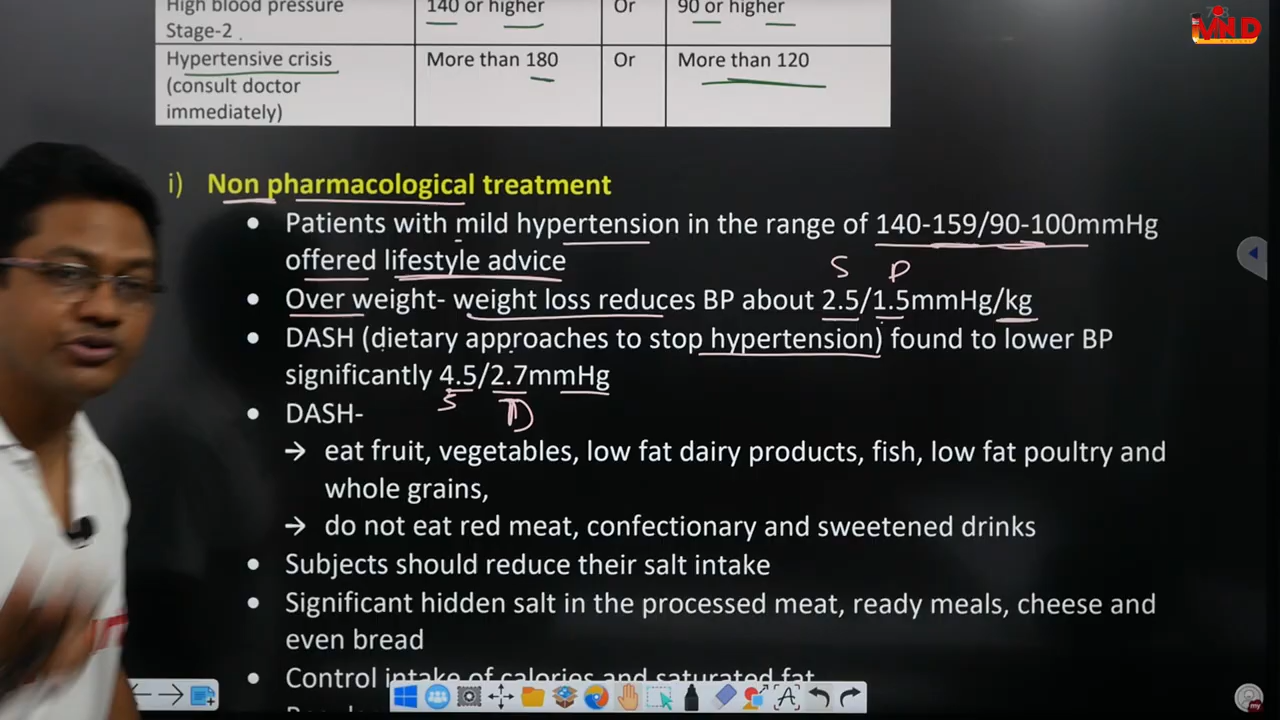 High blood pressure 140 or higher Or 90 or higher
Stage-2
Hypertensive crisis More than 180 Or More than 120
(consult doctor
immediately)
i) Non pharmacological treatment
• Patients with mild hypertension in the range of 140-159/90-100mmHg
offered lifestyle advice
S D
• Over weight- weight loss reduces BP about 2.5/1.5mmHg/kg
• DASH (dietary approaches to stop hypertension) found to lower BP
significantly 4.5/2.7mmHg
S D
• DASH-
→ eat fruit, vegetables, low fat dairy products, fish, low fat poultry and
whole grains,
→ do not eat red meat, confectionary and sweetened drinks
• Subjects should reduce their salt intake
• Significant hidden salt in the processed meat, ready meals, cheese and
even bread
• Control intake of calories and saturated fat